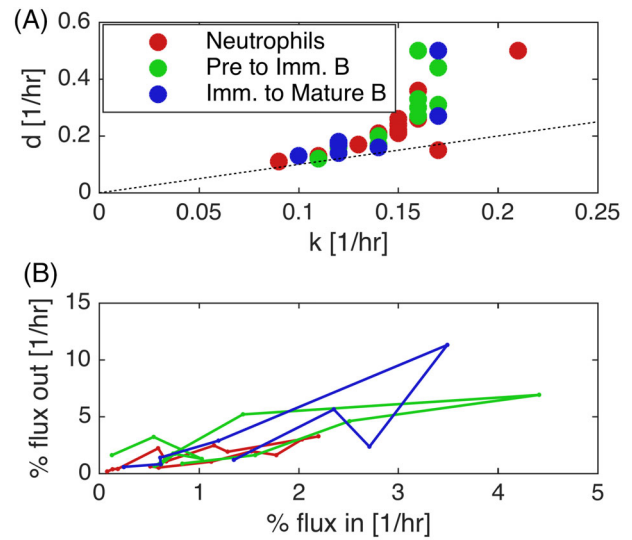 (A)
0.6
0.4
0.2
0
d [1/hr]
Neutrophils
Pre to Imm. B
Imm. to Mature B
0 0.05 0.1 0.15 0.2 0.25
k [1/hr]
(B)
15
10
5
0
% flux out [1/hr]
0 1 2 3 4 5
% flux in [1/hr]